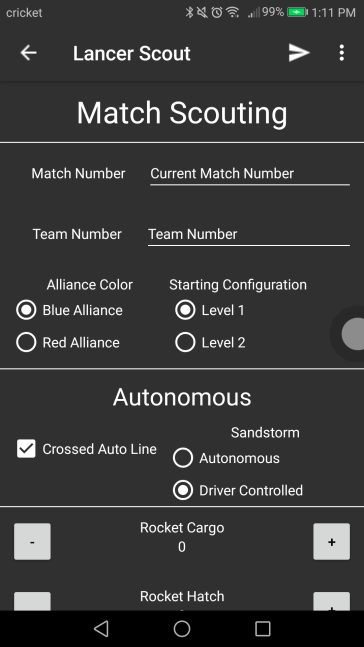 cricket 99% 1:11 PM
Lancer Scout
Match Scouting
Match Number Current Match Number
Team Number Team Number
Alliance Color Starting Configuration
Blue Alliance Level 1
Red Alliance Level 2
Autonomous
Sandstorm
Crossed Auto Line Autonomous
Driver Controlled
Rocket Cargo
- 0 +
Rocket Hatch